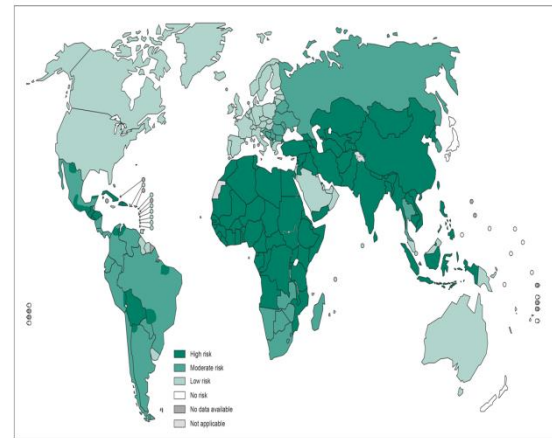 High risk
Moderate risk
Low risk
No risk
No data available
Not applicable